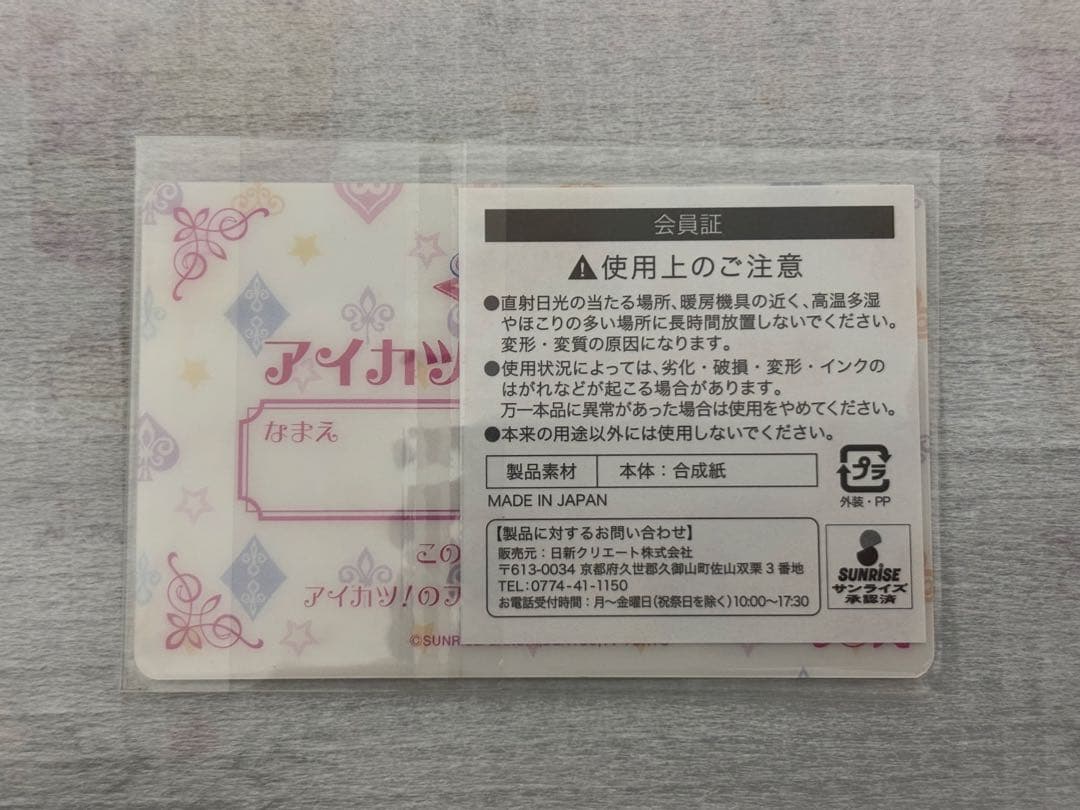 会員証
⚠使用上のご注意
●直射日光の当たる場所、暖房機具の近く、高温多湿
やほこりの多い場所に長時間放置しないでください。
変形・変質の原因になります。
●使用状況によっては、劣化・破損・変形・インクの
はがれなどが起こる場合があります。
万一本品に異常があった場合は使用をやめてください。
●本来の用途以外には使用しないでください。
製品素材 本体：合成紙
MADE IN JAPAN
プラ
外装・PP
【製品に対するお問い合わせ】
販売元：日新クリエート株式会社
〒613-0034 京都府久世郡久御山町佐山双栗3番地
TEL:0774-41-1150
お電話受付時間：月〜金曜日(祝祭日を除く)10:00〜17:30
SUNRISE
サンライズ
承認済
アイカツ
なまえ
この
アイカツ!の
©SUNR